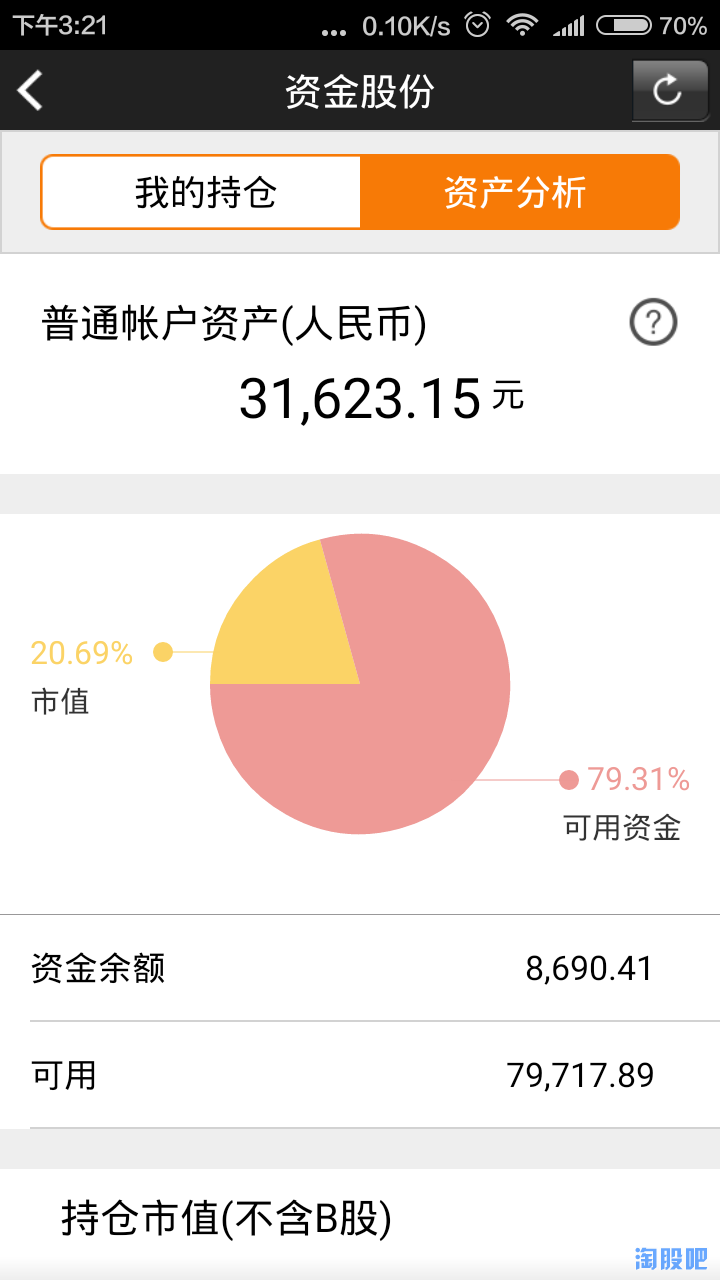 下午3:21 ... 0.10K/s 70%
资金股份
我的持仓 资产分析
普通帐户资产(人民币) ?
31,623.15 元
20.69%
市值
79.31%
可用资金
资金余额 8,690.41
可用 79,717.89
持仓市值(不含B股)
淘股吧